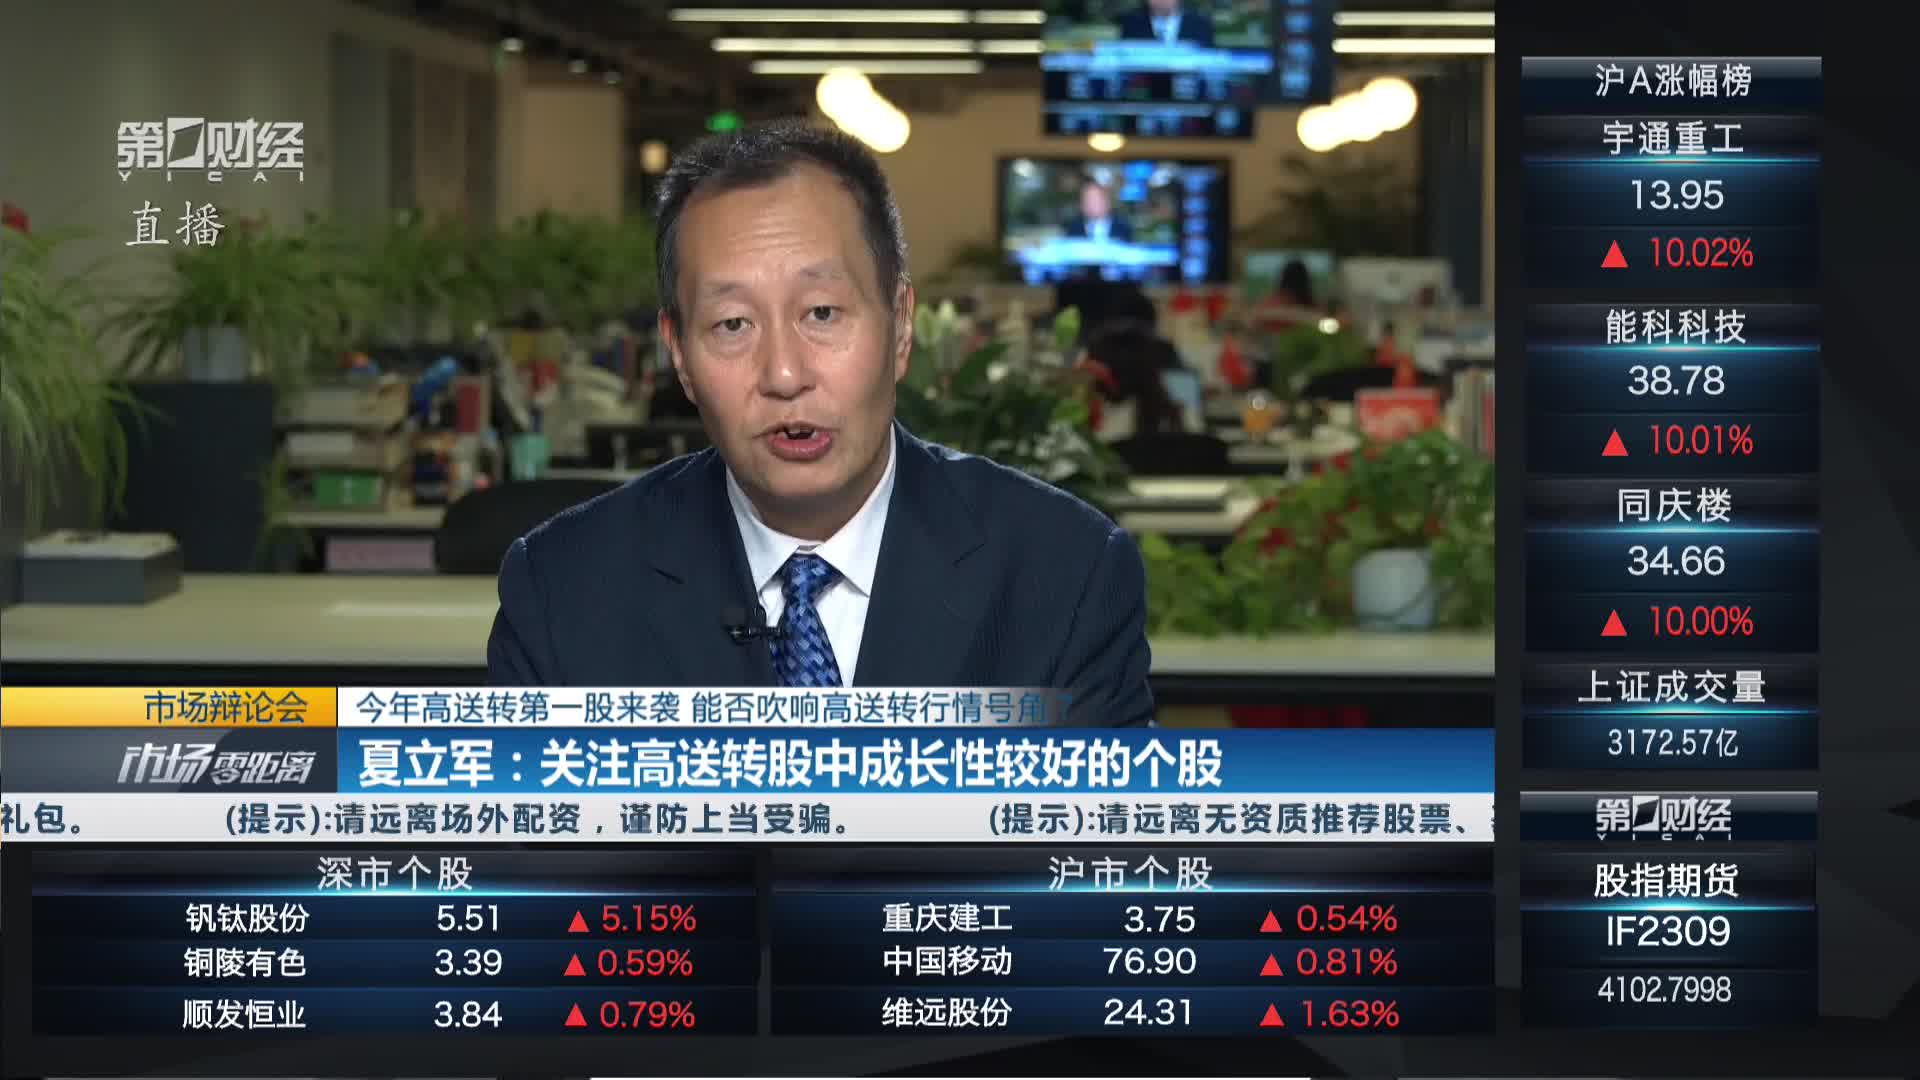 第一财经
YICAI
直播
市场辩论会
今年高送转第一股来袭 能否吹响高送转行情号角？
市场零距离
夏立军：关注高送转股中成长性较好的个股
礼包。 (提示):请远离场外配资，谨防上当受骗。 (提示):请远离无资质推荐股票、
深市个股
钒钛股份 5.51 ▲ 5.15%
铜陵有色 3.39 ▲ 0.59%
顺发恒业 3.84 ▲ 0.79%
沪市个股
重庆建工 3.75 ▲ 0.54%
中国移动 76.90 ▲ 0.81%
维远股份 24.31 ▲ 1.63%
沪A涨幅榜
宇通重工
13.95
▲ 10.02%
能科科技
38.78
▲ 10.01%
同庆楼
34.66
▲ 10.00%
上证成交量
3172.57亿
第一财经
YICAI
股指期货
IF2309
4102.7998